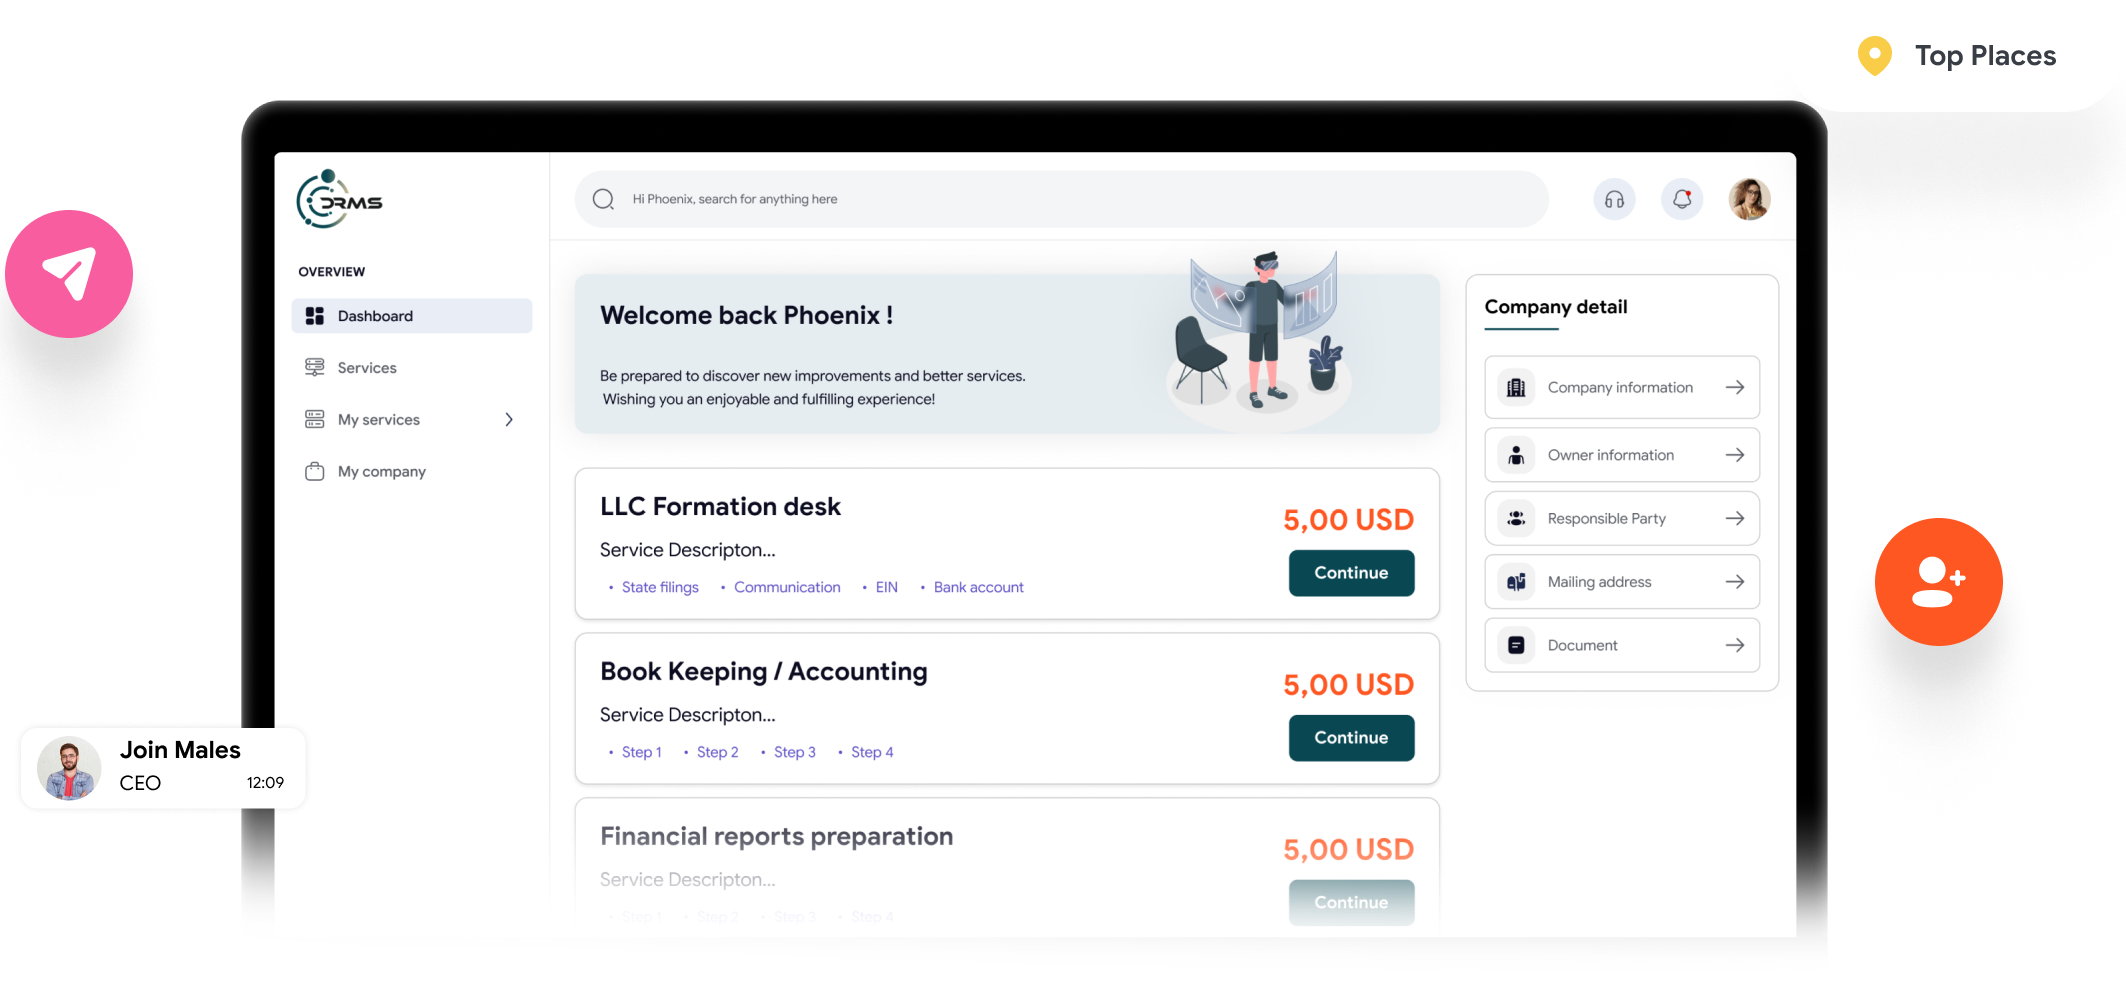 Top Places
DRMS
Hi Phoenix, search for anything here
OVERVIEW
Dashboard
Services
My services
My company
Welcome back Phoenix !
Be prepared to discover new improvements and better services.
Wishing you an enjoyable and fulfilling experience!
LLC Formation desk
5,00 USD
Service Descripton...
Continue
• State filings • Communication • EIN • Bank account
Book Keeping / Accounting
5,00 USD
Service Descripton...
Continue
• Step 1 • Step 2 • Step 3 • Step 4
Financial reports preparation
5,00 USD
Service Descripton...
Continue
• Step 1 • Step 2 • Step 3 • Step 4
Company detail
Company information
Owner information
Responsible Party
Mailing address
Document
Join Males
CEO 12:09